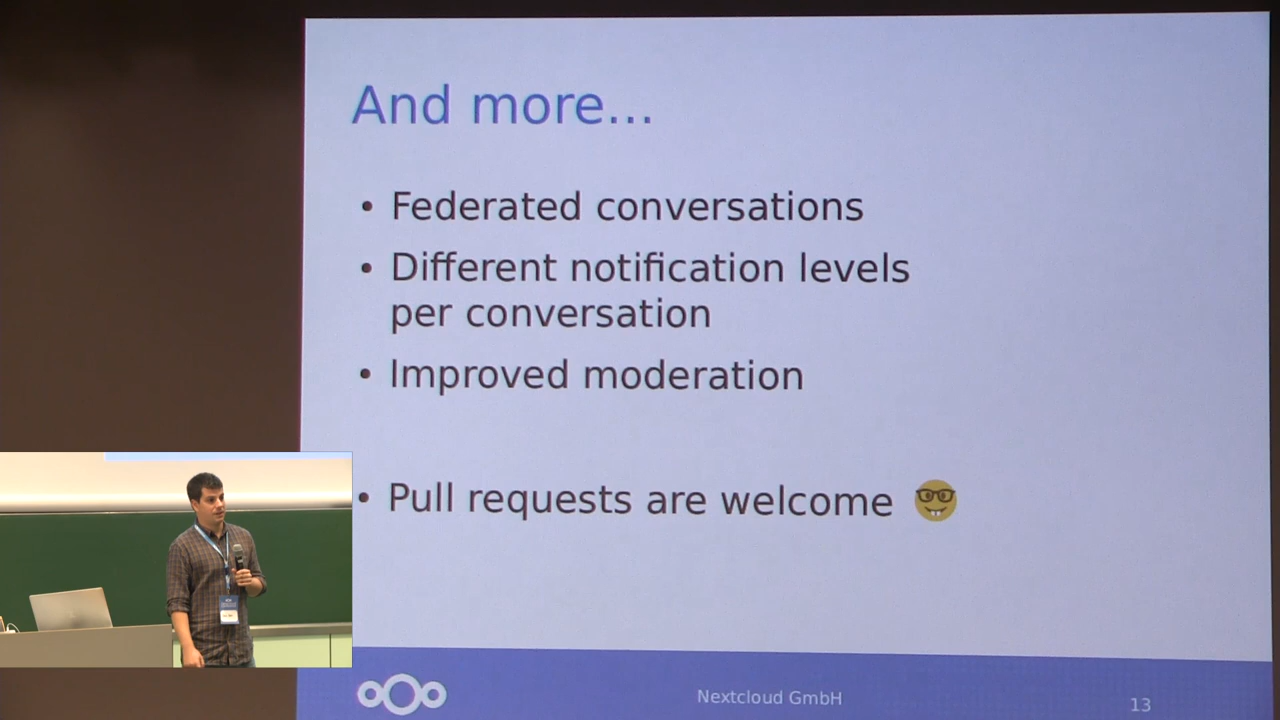 And more...
• Federated conversations
• Different notification levels
per conversation
• Improved moderation
• Pull requests are welcome 🤓
Nextcloud GmbH
13